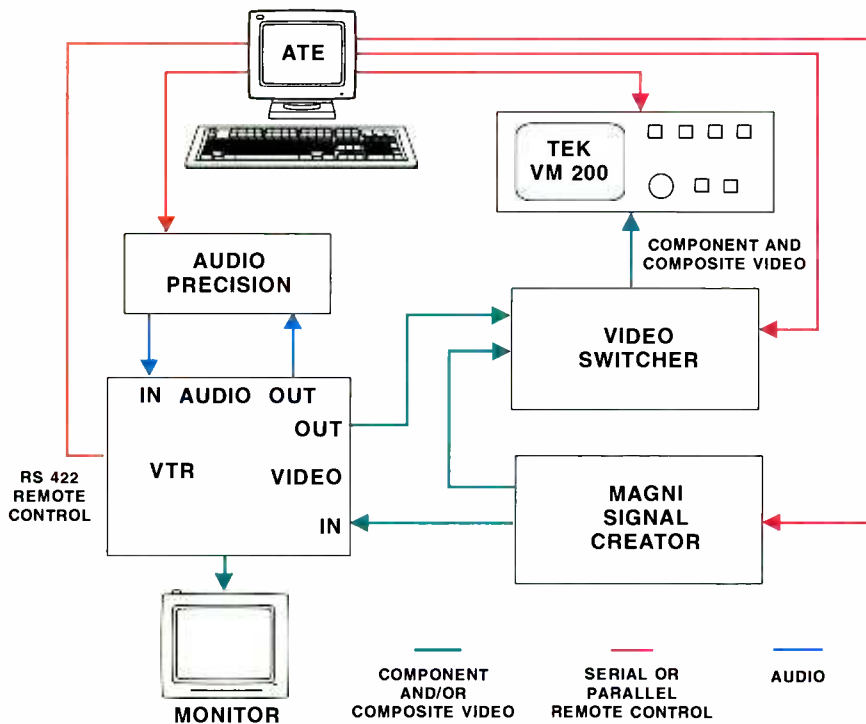 ATE
TEK
VM 200
COMPONENT AND
COMPOSITE VIDEO
AUDIO
PRECISION
VIDEO
SWITCHER
IN AUDIO OUT
OUT
VTR VIDEO
IN
RS 422
REMOTE
CONTROL
MAGNI
SIGNAL
CREATOR
MONITOR
COMPONENT
AND/OR
COMPOSITE VIDEO
SERIAL OR
PARALLEL
REMOTE CONTROL
AUDIO